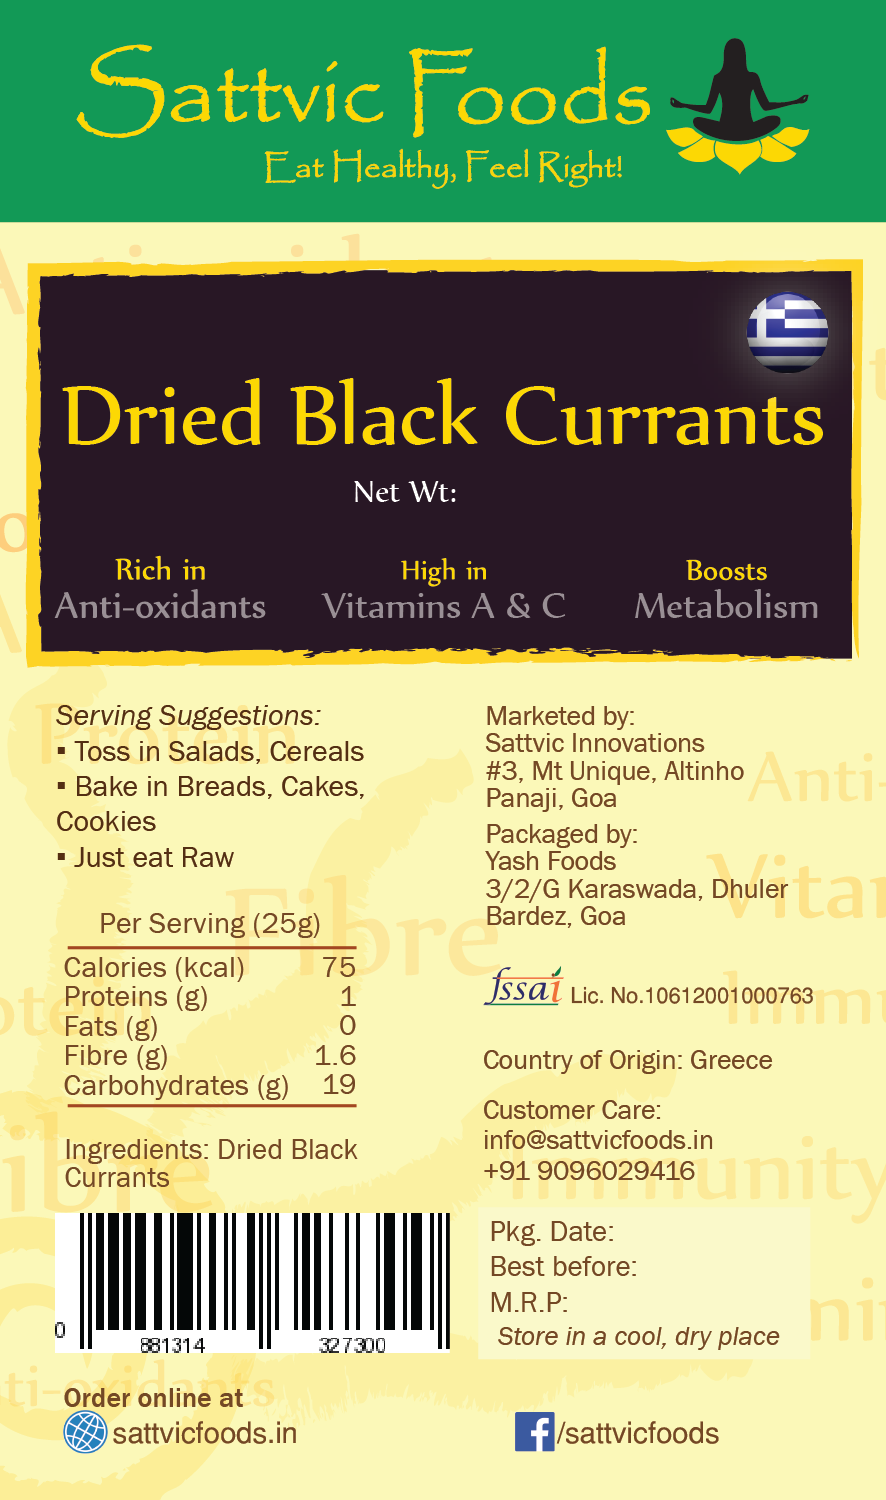 Sattvic Foods
Eat Healthy, Feel Right!
Dried Black Currants
Net Wt:
Rich in
Anti-oxidants
High in
Vitamins A & C
Boosts
Metabolism
Serving Suggestions:
▪ Toss in Salads, Cereals
▪ Bake in Breads, Cakes,
Cookies
▪ Just eat Raw
Per Serving (25g)
Calories (kcal) 75
Proteins (g) 1
Fats (g) 0
Fibre (g) 1.6
Carbohydrates (g) 19
Ingredients: Dried Black
Currants
0 881314 327300
Order online at
sattvicfoods.in
Marketed by:
Sattvic Innovations
#3, Mt Unique, Altinho
Panaji, Goa
Packaged by:
Yash Foods
3/2/G Karaswada, Dhuler
Bardez, Goa
fssai Lic. No.10612001000763
Country of Origin: Greece
Customer Care:
info@sattvicfoods.in
+91 9096029416
Pkg. Date:
Best before:
M.R.P:
Store in a cool, dry place
f/sattvicfoods
Protein
Fibre
Immunity